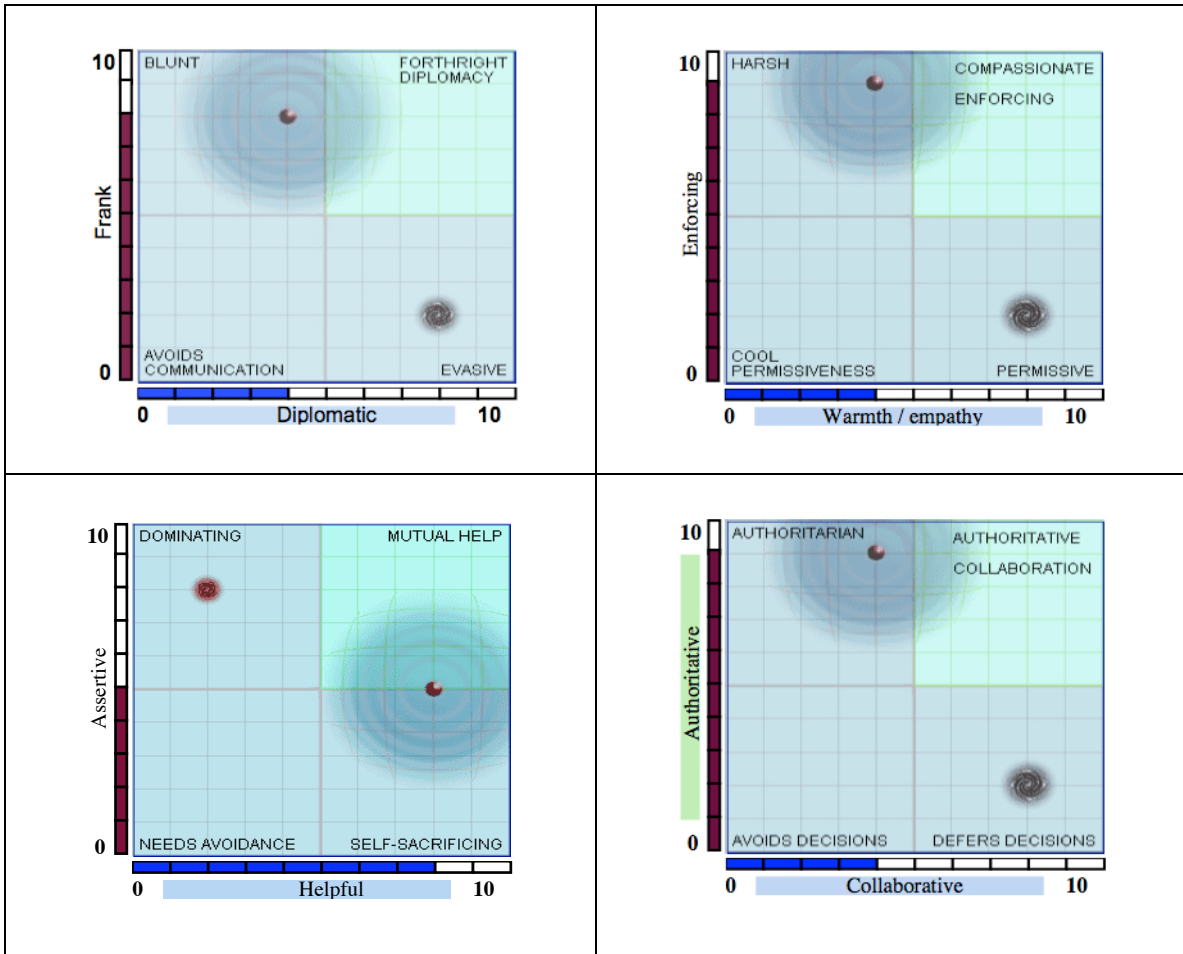 10
BLUNT
FORTHRIGHT
DIPLOMACY
Frank
AVOIDS
COMMUNICATION
EVASIVE
0
0
Diplomatic
10
10
HARSH
COMPASSIONATE
ENFORCING
Enforcing
COOL
PERMISSIVENESS
PERMISSIVE
0
0
Warmth / empathy
10
10
DOMINATING
MUTUAL HELP
Assertive
NEEDS AVOIDANCE
SELF-SACRIFICING
0
0
Helpful
10
10
AUTHORITARIAN
AUTHORITATIVE
COLLABORATION
Authoritative
AVOIDS DECISIONS
DEFERS DECISIONS
0
0
Collaborative
10